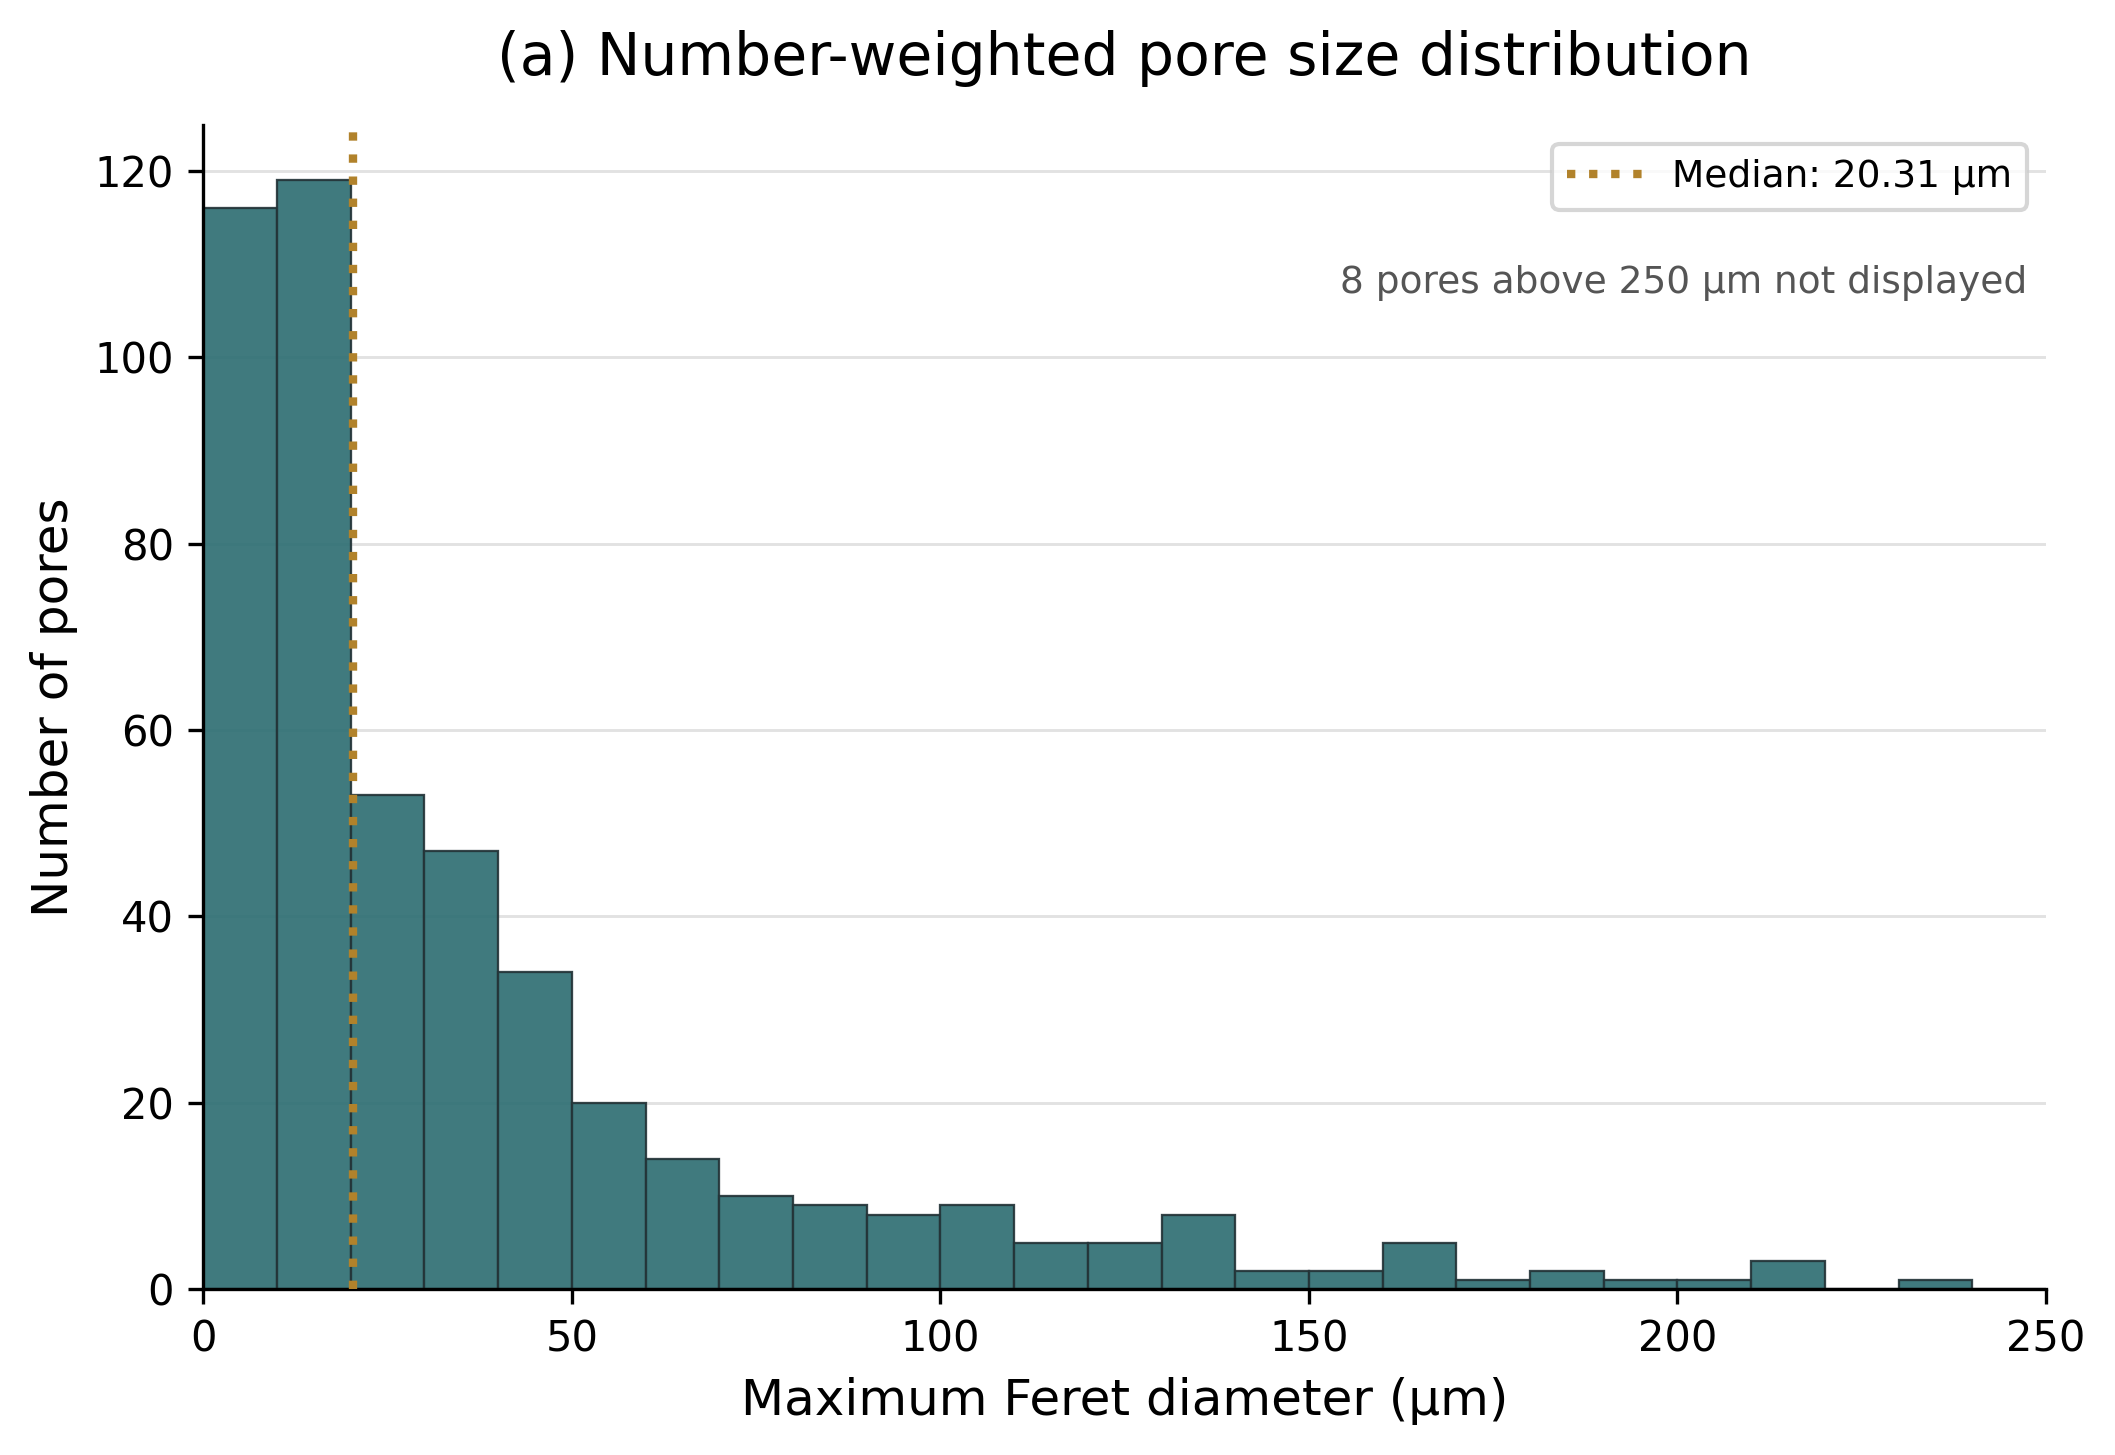 (a) Number-weighted pore size distribution
Median: 20.31 µm
8 pores above 250 µm not displayed
Number of pores
120
100
80
60
40
20
0
0 50 100 150 200 250
Maximum Feret diameter (µm)